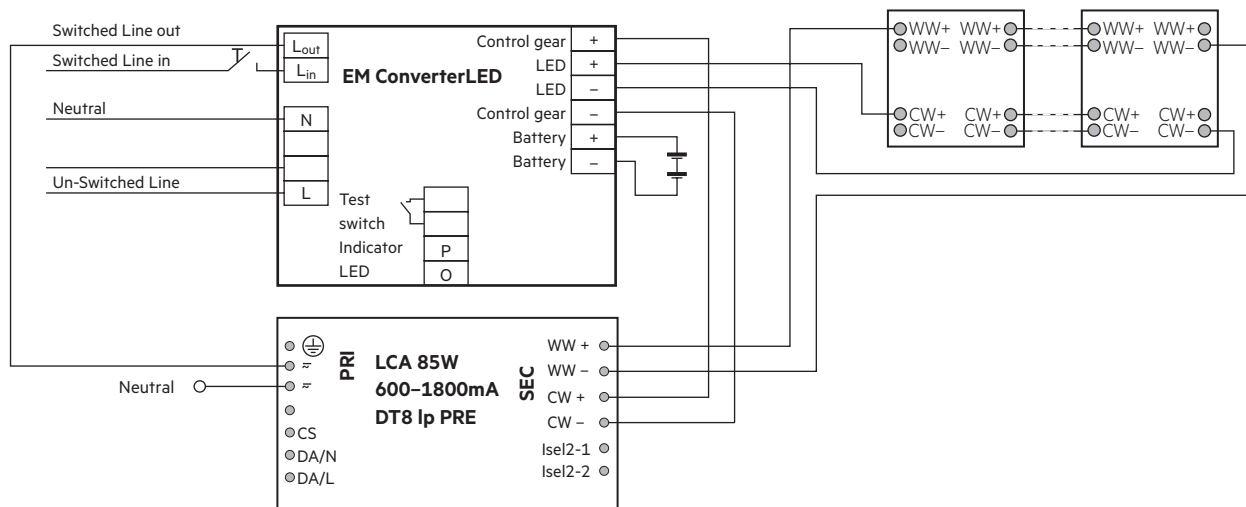 Switched Line out
Switched Line in
Neutral
Un-Switched Line
Lout
Lin
N
L
EM ConverterLED
Control gear +
LED +
LED –
Control gear –
Battery +
Battery –
Test
switch
Indicator P
LED O
WW+ WW+ WW+ WW+
WW– WW– WW– WW–
CW+ CW+ CW+ CW+
CW– CW– CW– CW–
Neutral
PRI
LCA 85W
600–1800mA
DT8 lp PRE
SEC
CS
DA/N
DA/L
WW +
WW –
CW +
CW –
Isel2-1
Isel2-2